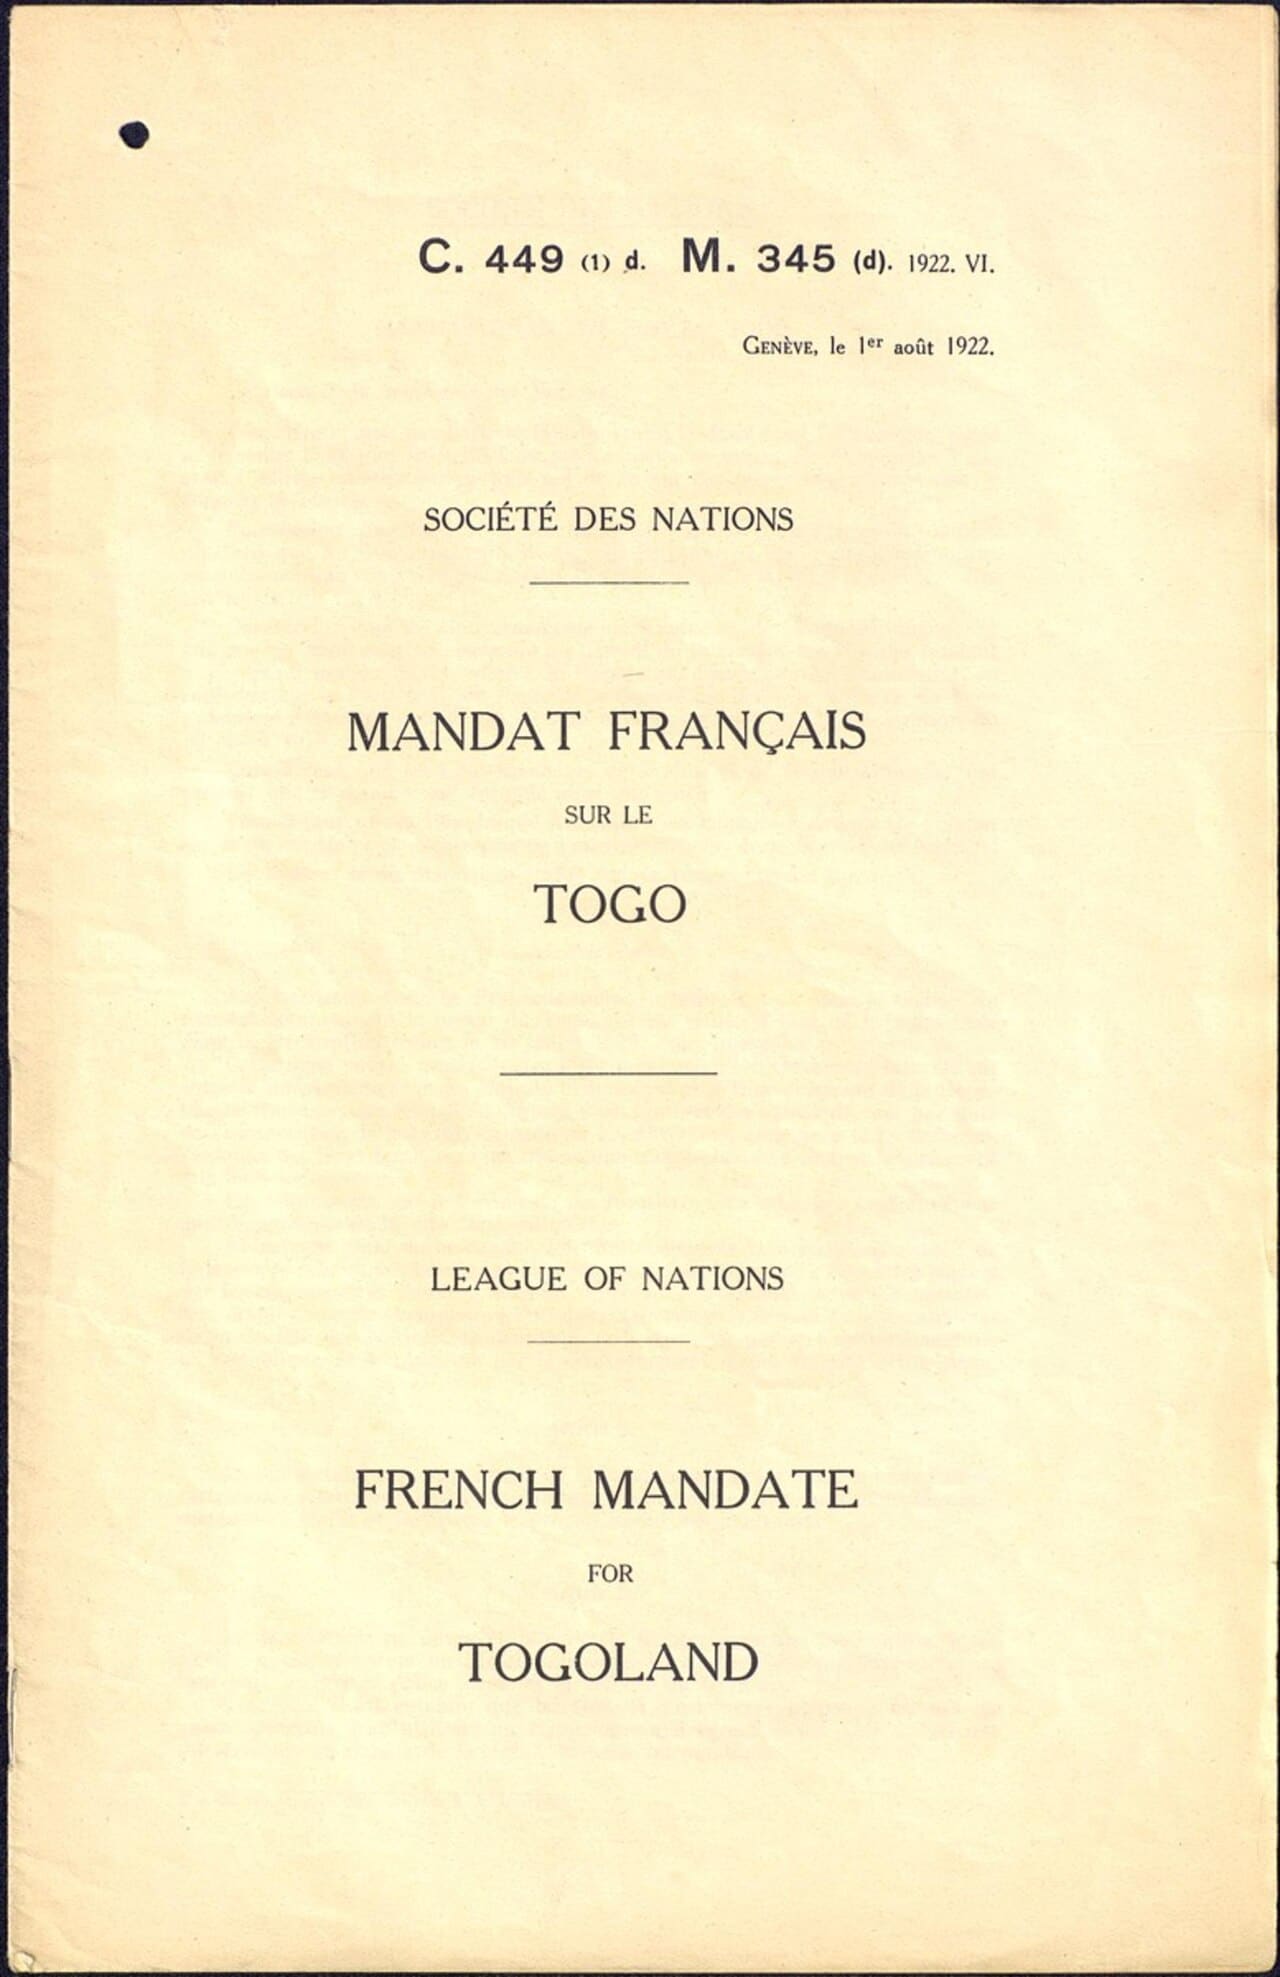 C. 449 (1) d. M. 345 (d). 1922. VI.
Genève, le 1er août 1922.
SOCIÉTÉ DES NATIONS
MANDAT FRANÇAIS
SUR LE
TOGO
LEAGUE OF NATIONS
FRENCH MANDATE
FOR
TOGOLAND